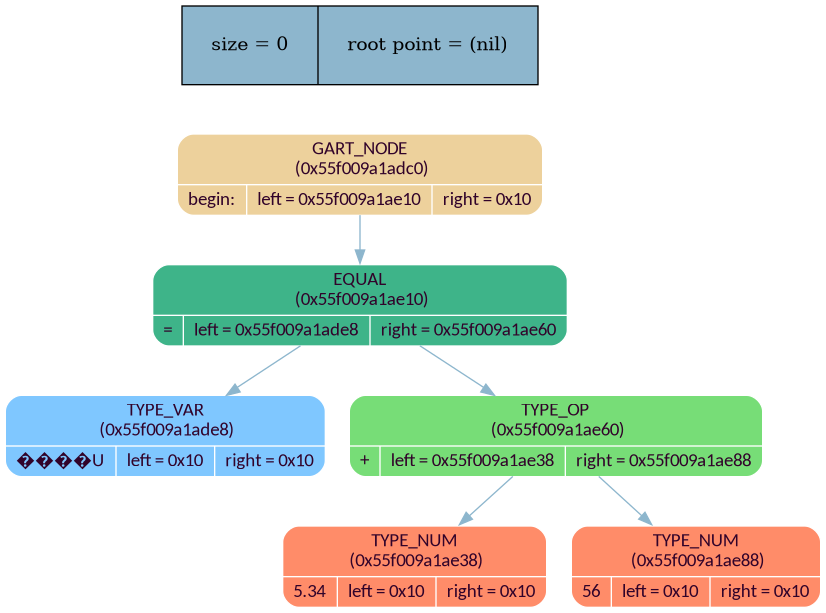 size = 0 root point = (nil)
GART_NODE
(0x55f009a1adc0)
begin: left = 0x55f009a1ae10 right = 0x10
EQUAL
(0x55f009a1ae10)
= left = 0x55f009a1ade8 right = 0x55f009a1ae60
TYPE_VAR
(0x55f009a1ade8)
����U left = 0x10 right = 0x10
TYPE_OP
(0x55f009a1ae60)
+ left = 0x55f009a1ae38 right = 0x55f009a1ae88
TYPE_NUM
(0x55f009a1ae38)
5.34 left = 0x10 right = 0x10
TYPE_NUM
(0x55f009a1ae88)
56 left = 0x10 right = 0x10